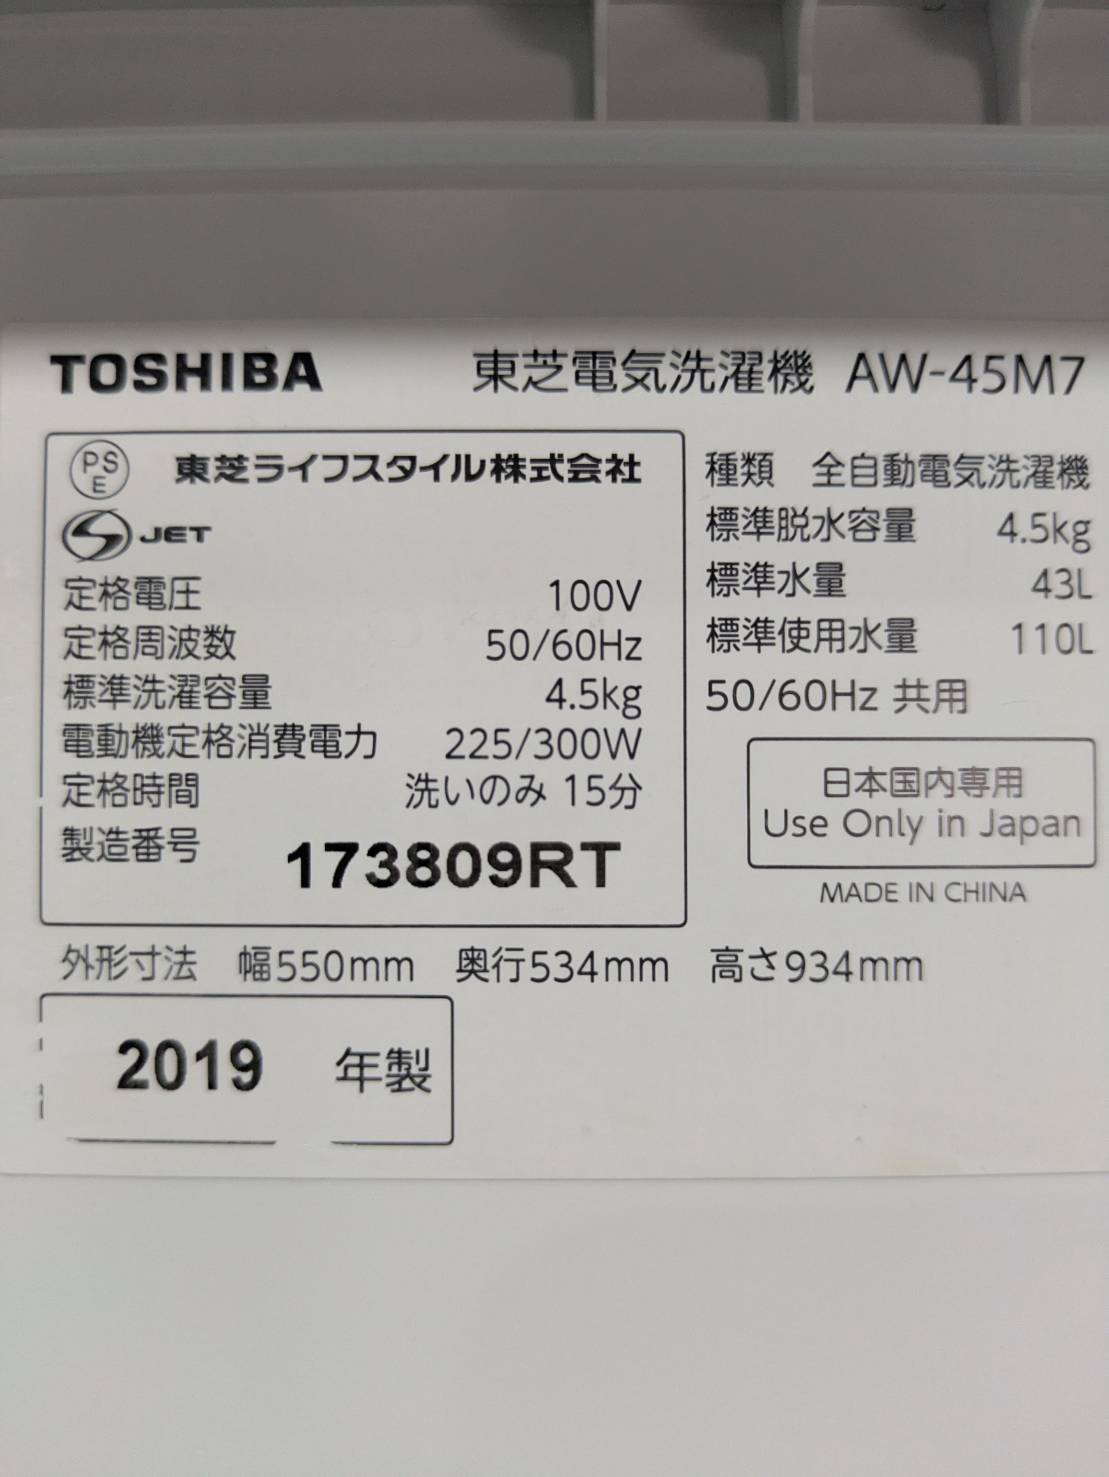 TOSHIBA 東芝電気洗濯機 AW-45M7
PS
E
東芝ライフスタイル株式会社
S JET
定格電圧 100V
定格周波数 50/60Hz
標準洗濯容量 4.5kg
電動機定格消費電力 225/300W
定格時間 洗いのみ 15分
製造番号 173809RT
種類 全自動電気洗濯機
標準脱水容量 4.5kg
標準水量 43L
標準使用水量 110L
50/60Hz 共用
日本国内専用
Use Only in Japan
MADE IN CHINA
外形寸法 幅550mm 奥行534mm 高さ934mm
2019 年製